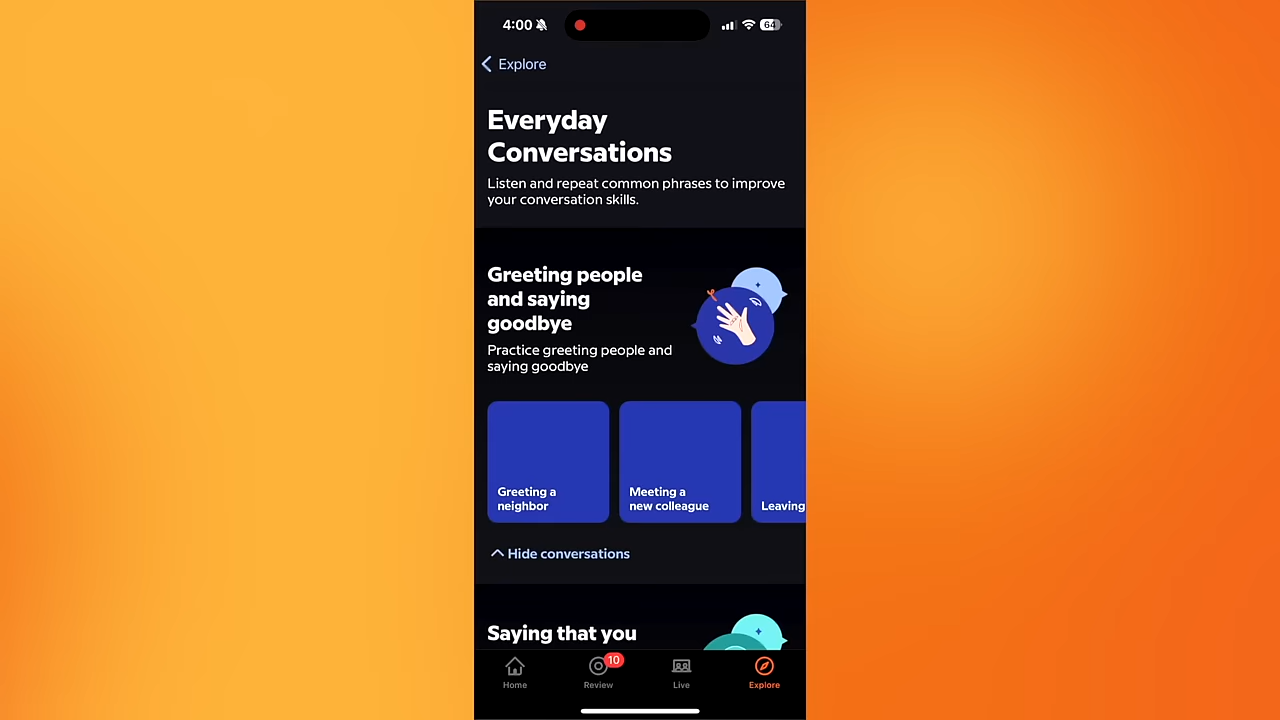 4:00
64
Explore
Everyday
Conversations
Listen and repeat common phrases to improve
your conversation skills.
Greeting people
and saying
goodbye
Practice greeting people and
saying goodbye
Greeting a
neighbor
Meeting a
new colleague
Leaving
Hide conversations
Saying that you
10
Home
Review
Live
Explore